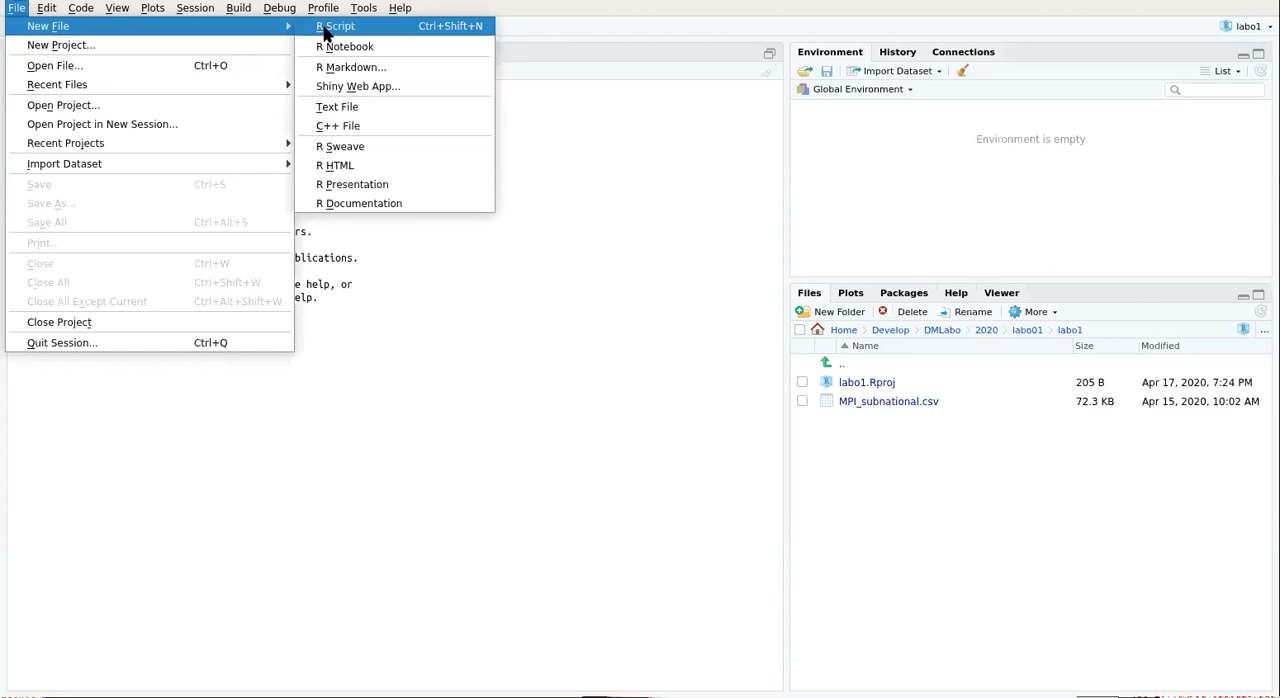 File Edit Code View Plots Session Build Debug Profile Tools Help
New File
New Project...
Open File... Ctrl+O
Recent Files
Open Project...
Open Project in New Session...
Recent Projects
Import Dataset
Save Ctrl+S
Save As...
Save All Ctrl+Alt+S
Print...
Close Ctrl+W
Close All Ctrl+Shift+W
Close All Except Current Ctrl+Alt+Shift+W
Close Project
Quit Session... Ctrl+Q
R Script Ctrl+Shift+N
R Notebook
R Markdown...
Shiny Web App...
Text File
C++ File
R Sweave
R HTML
R Presentation
R Documentation
rs.
blications.
e help, or
elp.
labo1
Environment History Connections
Import Dataset List
Global Environment
Environment is empty
Files Plots Packages Help Viewer
New Folder Delete Rename More
Home Develop DMLabo 2020 labo01 labo1 ...
Name Size Modified
..
labo1.Rproj 205 B Apr 17, 2020, 7:24 PM
MPI_subnational.csv 72.3 KB Apr 15, 2020, 10:02 AM